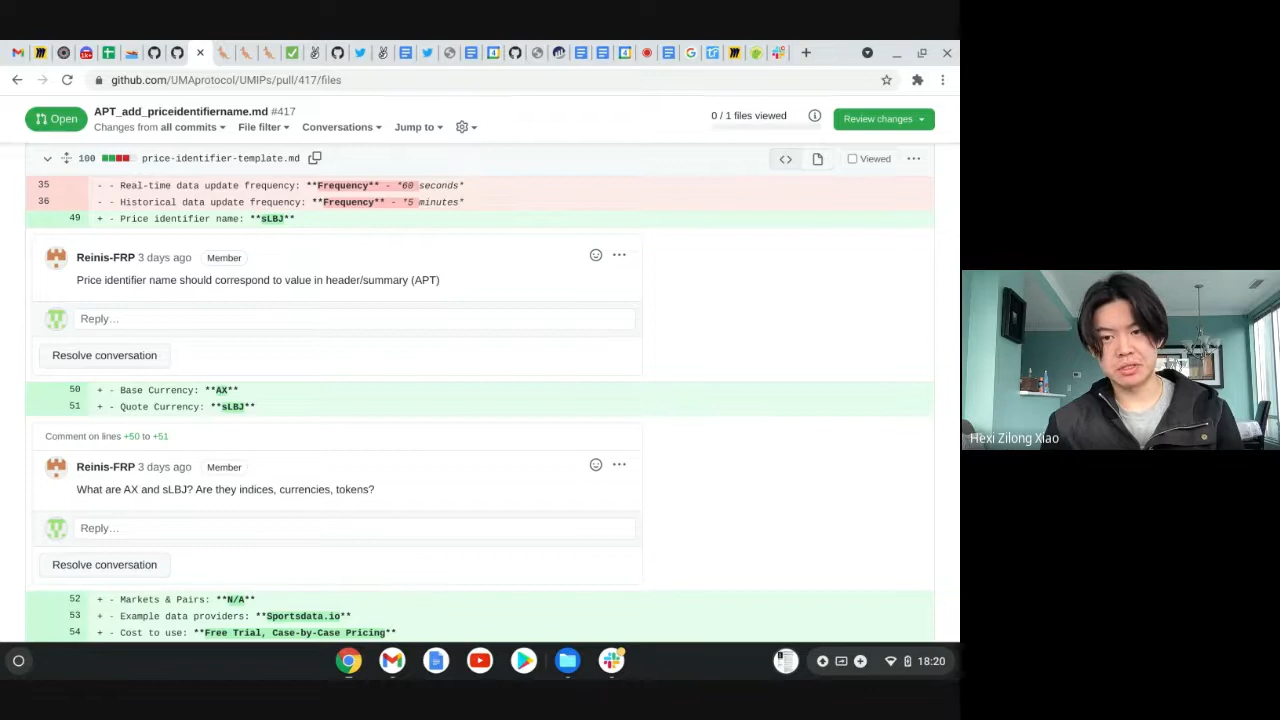 github.com/UMAprotocol/UMIPs/pull/417/files
Open
APT_add_priceidentifiername.md #417
Changes from all commits
File filter
Conversations
Jump to
0 / 1 files viewed
Review changes
100
price-identifier-template.md
Viewed
35 - - Real-time data update frequency: **Frequency** - *60 seconds*
36 - - Historical data update frequency: **Frequency** - *5 minutes*
49 + - Price identifier name: **sLBJ**
Reinis-FRP 3 days ago Member
Price identifier name should correspond to value in header/summary (APT)
Reply…
Resolve conversation
50 + - Base Currency: **AX**
51 + - Quote Currency: **sLBJ**
Comment on lines +50 to +51
Reinis-FRP 3 days ago Member
What are AX and sLBJ? Are they indices, currencies, tokens?
Reply…
Resolve conversation
52 + - Markets & Pairs: **N/A**
53 + - Example data providers: **Sportsdata.io**
54 + - Cost to use: **Free Trial, Case-by-Case Pricing**
18:20
Hexi Zilong Xiao